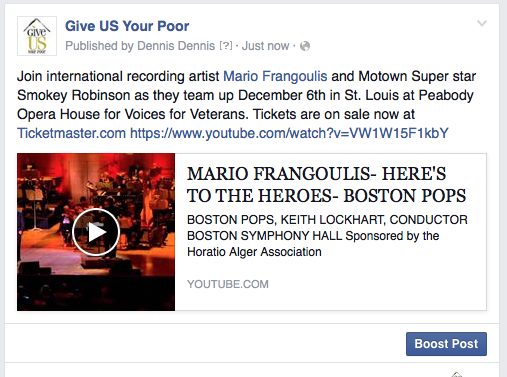 Give US Your Poor
Published by Dennis Dennis [?] · Just now ·
Join international recording artist Mario Frangoulis and Motown Super star
Smokey Robinson as they team up December 6th in St. Louis at Peabody
Opera House for Voices for Veterans. Tickets are on sale now at
Ticketmaster.com https://www.youtube.com/watch?v=VW1W15F1kbY
MARIO FRANGOULIS- HERE'S
TO THE HEROES- BOSTON POPS
BOSTON POPS, KEITH LOCKHART, CONDUCTOR
BOSTON SYMPHONY HALL Sponsored by the
Horatio Alger Association
YOUTUBE.COM
Boost Post